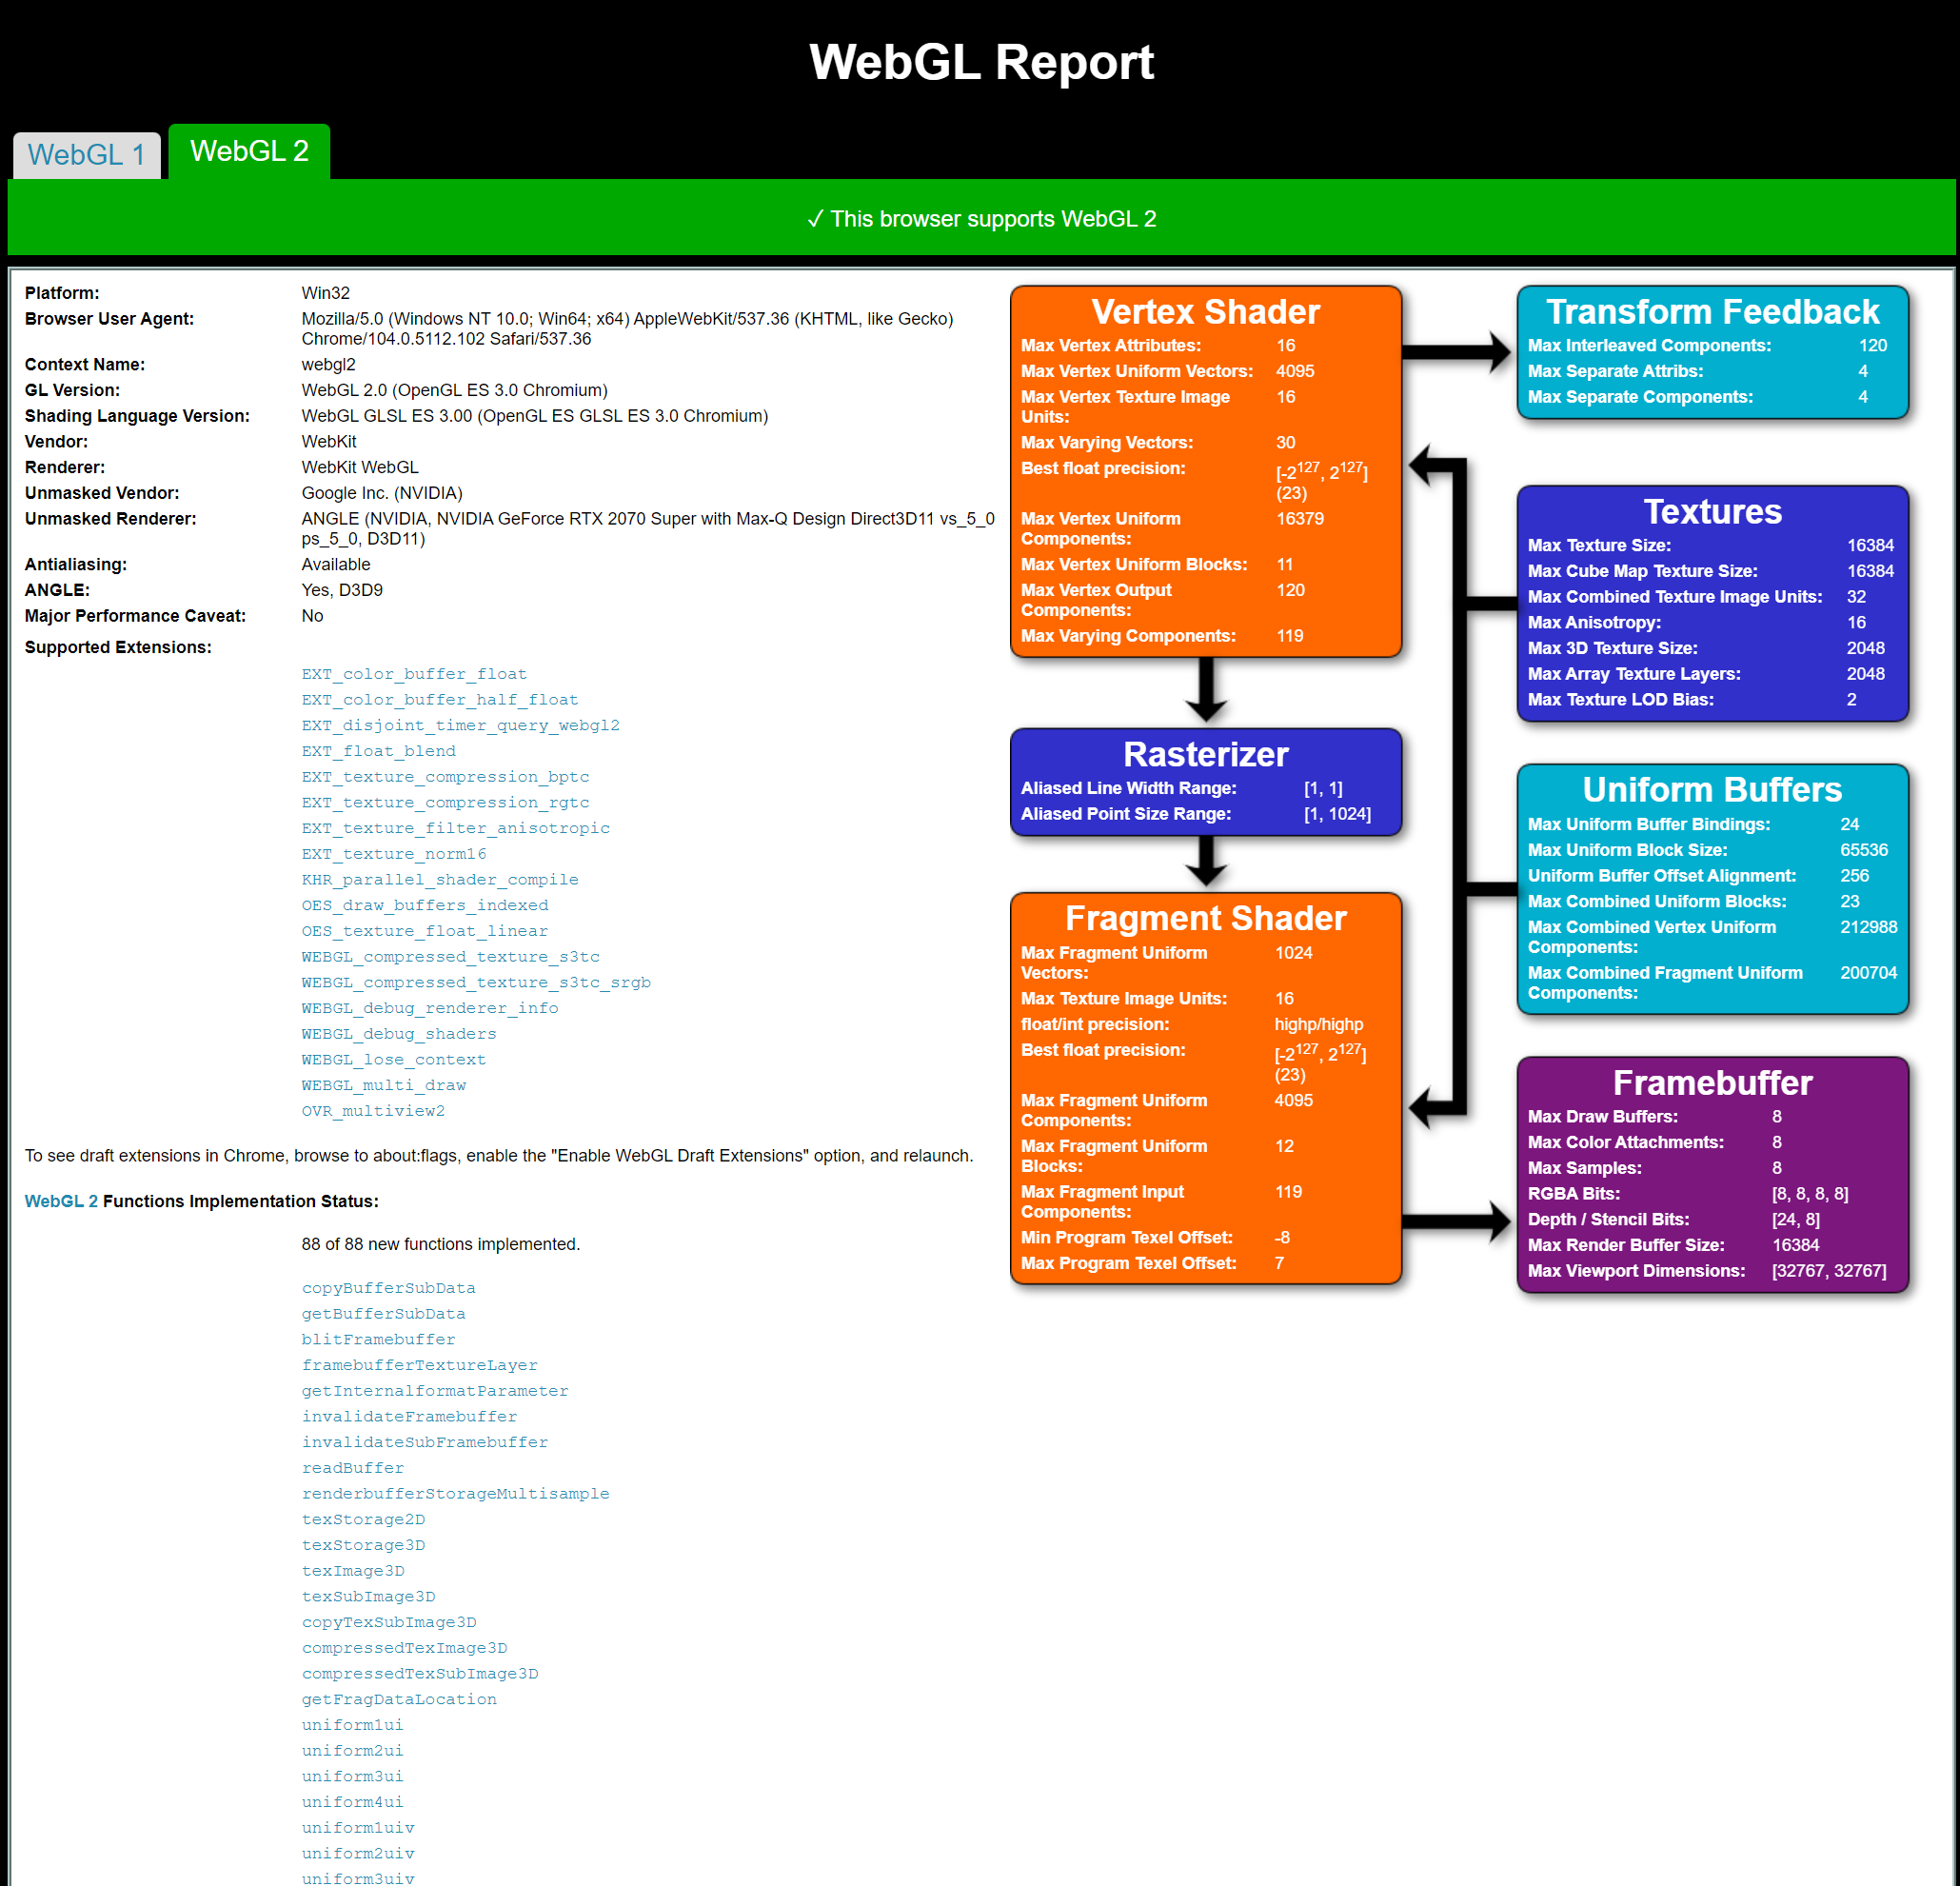 WebGL Report
WebGL 1
WebGL 2
✓ This browser supports WebGL 2
Platform: Win32
Browser User Agent: Mozilla/5.0 (Windows NT 10.0; Win64; x64) AppleWebKit/537.36 (KHTML, like Gecko)
Chrome/104.0.5112.102 Safari/537.36
Context Name: webgl2
GL Version: WebGL 2.0 (OpenGL ES 3.0 Chromium)
Shading Language Version: WebGL GLSL ES 3.00 (OpenGL ES GLSL ES 3.0 Chromium)
Vendor: WebKit
Renderer: WebKit WebGL
Unmasked Vendor: Google Inc. (NVIDIA)
Unmasked Renderer: ANGLE (NVIDIA, NVIDIA GeForce RTX 2070 Super with Max-Q Design Direct3D11 vs_5_0
ps_5_0, D3D11)
Antialiasing: Available
ANGLE: Yes, D3D9
Major Performance Caveat: No
Supported Extensions:
EXT_color_buffer_float
EXT_color_buffer_half_float
EXT_disjoint_timer_query_webgl2
EXT_float_blend
EXT_texture_compression_bptc
EXT_texture_compression_rgtc
EXT_texture_filter_anisotropic
EXT_texture_norm16
KHR_parallel_shader_compile
OES_draw_buffers_indexed
OES_texture_float_linear
WEBGL_compressed_texture_s3tc
WEBGL_compressed_texture_s3tc_srgb
WEBGL_debug_renderer_info
WEBGL_debug_shaders
WEBGL_lose_context
WEBGL_multi_draw
OVR_multiview2
To see draft extensions in Chrome, browse to about:flags, enable the "Enable WebGL Draft Extensions" option, and relaunch.
WebGL 2 Functions Implementation Status:
88 of 88 new functions implemented.
copyBufferSubData
getBufferSubData
blitFramebuffer
framebufferTextureLayer
getInternalformatParameter
invalidateFramebuffer
invalidateSubFramebuffer
readBuffer
renderbufferStorageMultisample
texStorage2D
texStorage3D
texImage3D
texSubImage3D
copyTexSubImage3D
compressedTexImage3D
compressedTexSubImage3D
getFragDataLocation
uniform1ui
uniform2ui
uniform3ui
uniform4ui
uniform1uiv
uniform2uiv
uniform3uiv
Vertex Shader
Max Vertex Attributes: 16
Max Vertex Uniform Vectors: 4095
Max Vertex Texture Image 16
Units:
Max Varying Vectors: 30
Best float precision: [-2^127, 2^127]
(23)
Max Vertex Uniform 16379
Components:
Max Vertex Uniform Blocks: 11
Max Vertex Output 120
Components:
Max Varying Components: 119
Rasterizer
Aliased Line Width Range: [1, 1]
Aliased Point Size Range: [1, 1024]
Fragment Shader
Max Fragment Uniform 1024
Vectors:
Max Texture Image Units: 16
float/int precision: highp/highp
Best float precision: [-2^127, 2^127]
(23)
Max Fragment Uniform 4095
Components:
Max Fragment Uniform 12
Blocks:
Max Fragment Input 119
Components:
Min Program Texel Offset: -8
Max Program Texel Offset: 7
Transform Feedback
Max Interleaved Components: 120
Max Separate Attribs: 4
Max Separate Components: 4
Textures
Max Texture Size: 16384
Max Cube Map Texture Size: 16384
Max Combined Texture Image Units: 32
Max Anisotropy: 16
Max 3D Texture Size: 2048
Max Array Texture Layers: 2048
Max Texture LOD Bias: 2
Uniform Buffers
Max Uniform Buffer Bindings: 24
Max Uniform Block Size: 65536
Uniform Buffer Offset Alignment: 256
Max Combined Uniform Blocks: 23
Max Combined Vertex Uniform 212988
Components:
Max Combined Fragment Uniform 200704
Components:
Framebuffer
Max Draw Buffers: 8
Max Color Attachments: 8
Max Samples: 8
RGBA Bits: [8, 8, 8, 8]
Depth / Stencil Bits: [24, 8]
Max Render Buffer Size: 16384
Max Viewport Dimensions: [32767, 32767]